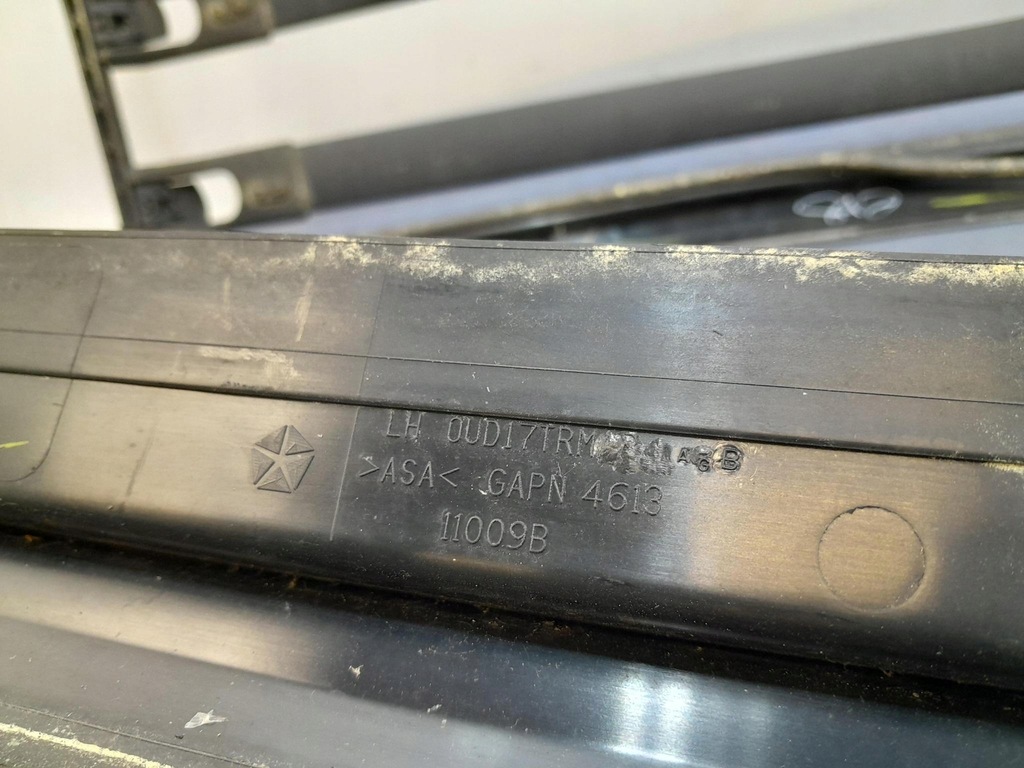 LH 0UD17TRM B
>ASA< GAPN 4613
11009B